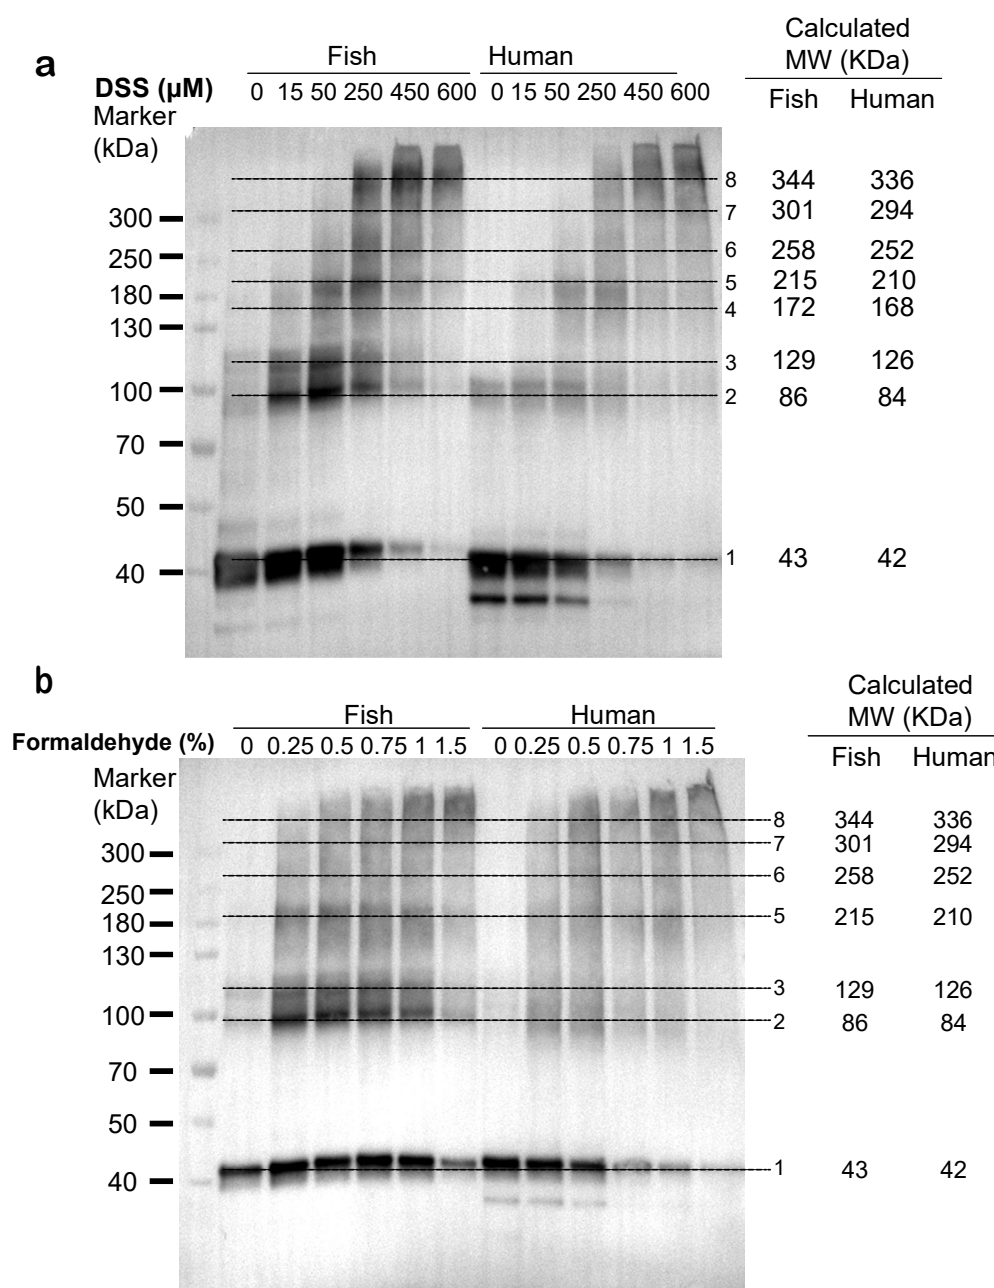 a
Fish Human
DSS (μM) 0 15 50 250 450 600 0 15 50 250 450 600
Marker
(kDa)
Calculated
MW (KDa)
Fish Human
8 344 336
7 301 294
300
6 258 252
250
5 215 210
180
4 172 168
130
3 129 126
100
2 86 84
70
50
1 43 42
40
b
Fish Human
Formaldehyde (%) 0 0.25 0.5 0.75 1 1.5 0 0.25 0.5 0.75 1 1.5
Marker
(kDa)
Calculated
MW (KDa)
Fish Human
8 344 336
7 301 294
300
6 258 252
250
5 215 210
180
130
3 129 126
100
2 86 84
70
50
1 43 42
40